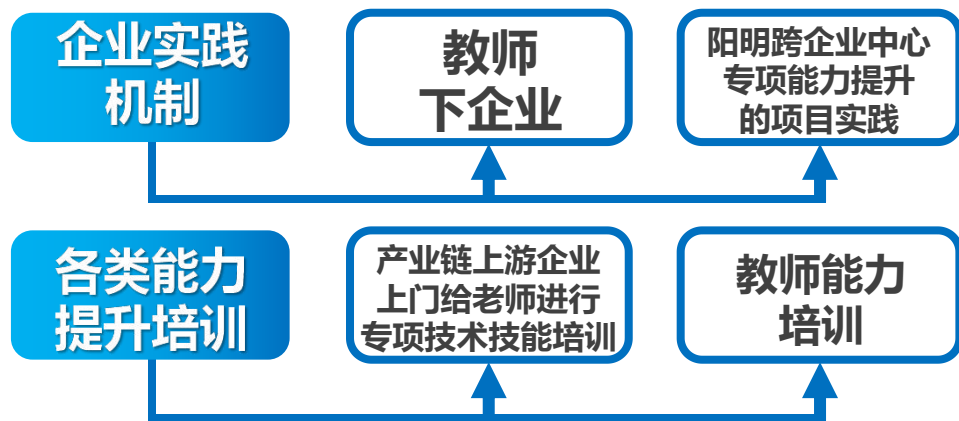 企业实践
机制
教师
下企业
阳明跨企业中心
专项能力提升
的项目实践
各类能力
提升培训
产业链上游企业
上门给老师进行
专项技术技能培训
教师能力
培训